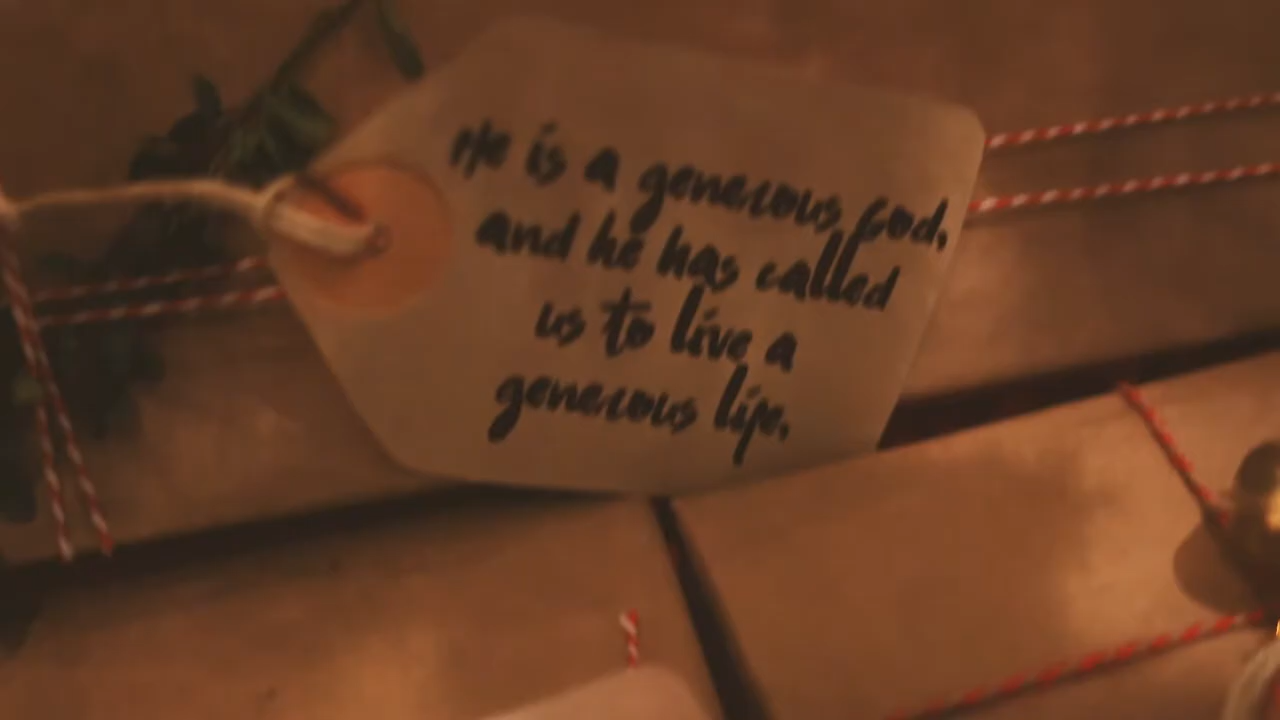 He is a generous God,
and he has called
us to live a
generous life.